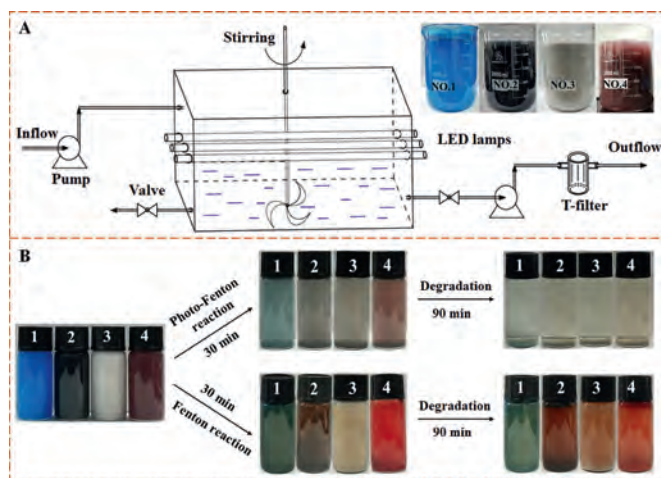 A
Stirring
NO.1
NO.2
NO.3
NO.4
Inflow
Pump
LED lamps
Outflow
Valve
T-filter
B
1 2 3 4
Photo-Fenton
reaction
30 min
1 2 3 4
Degradation
90 min
1 2 3 4
30 min
Fenton reaction
1 2 3 4
Degradation
90 min
1 2 3 4